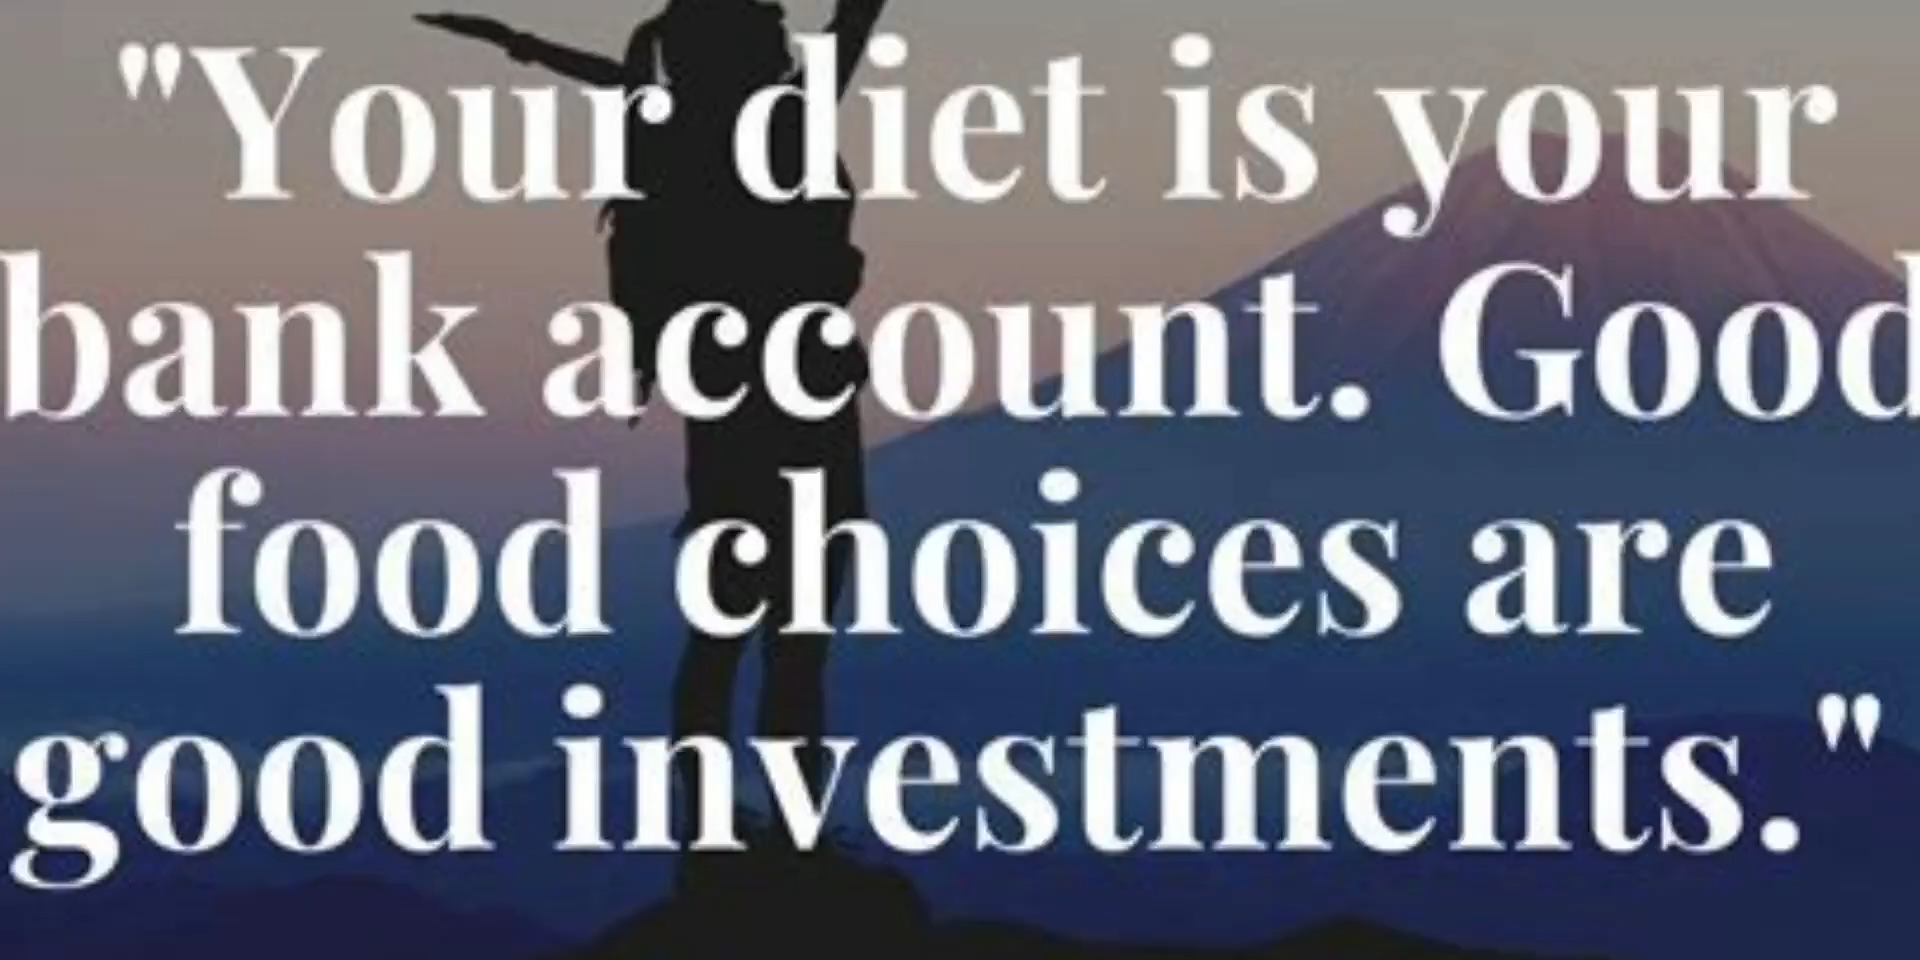 "Your diet is your
bank account. Good
food choices are
good investments."